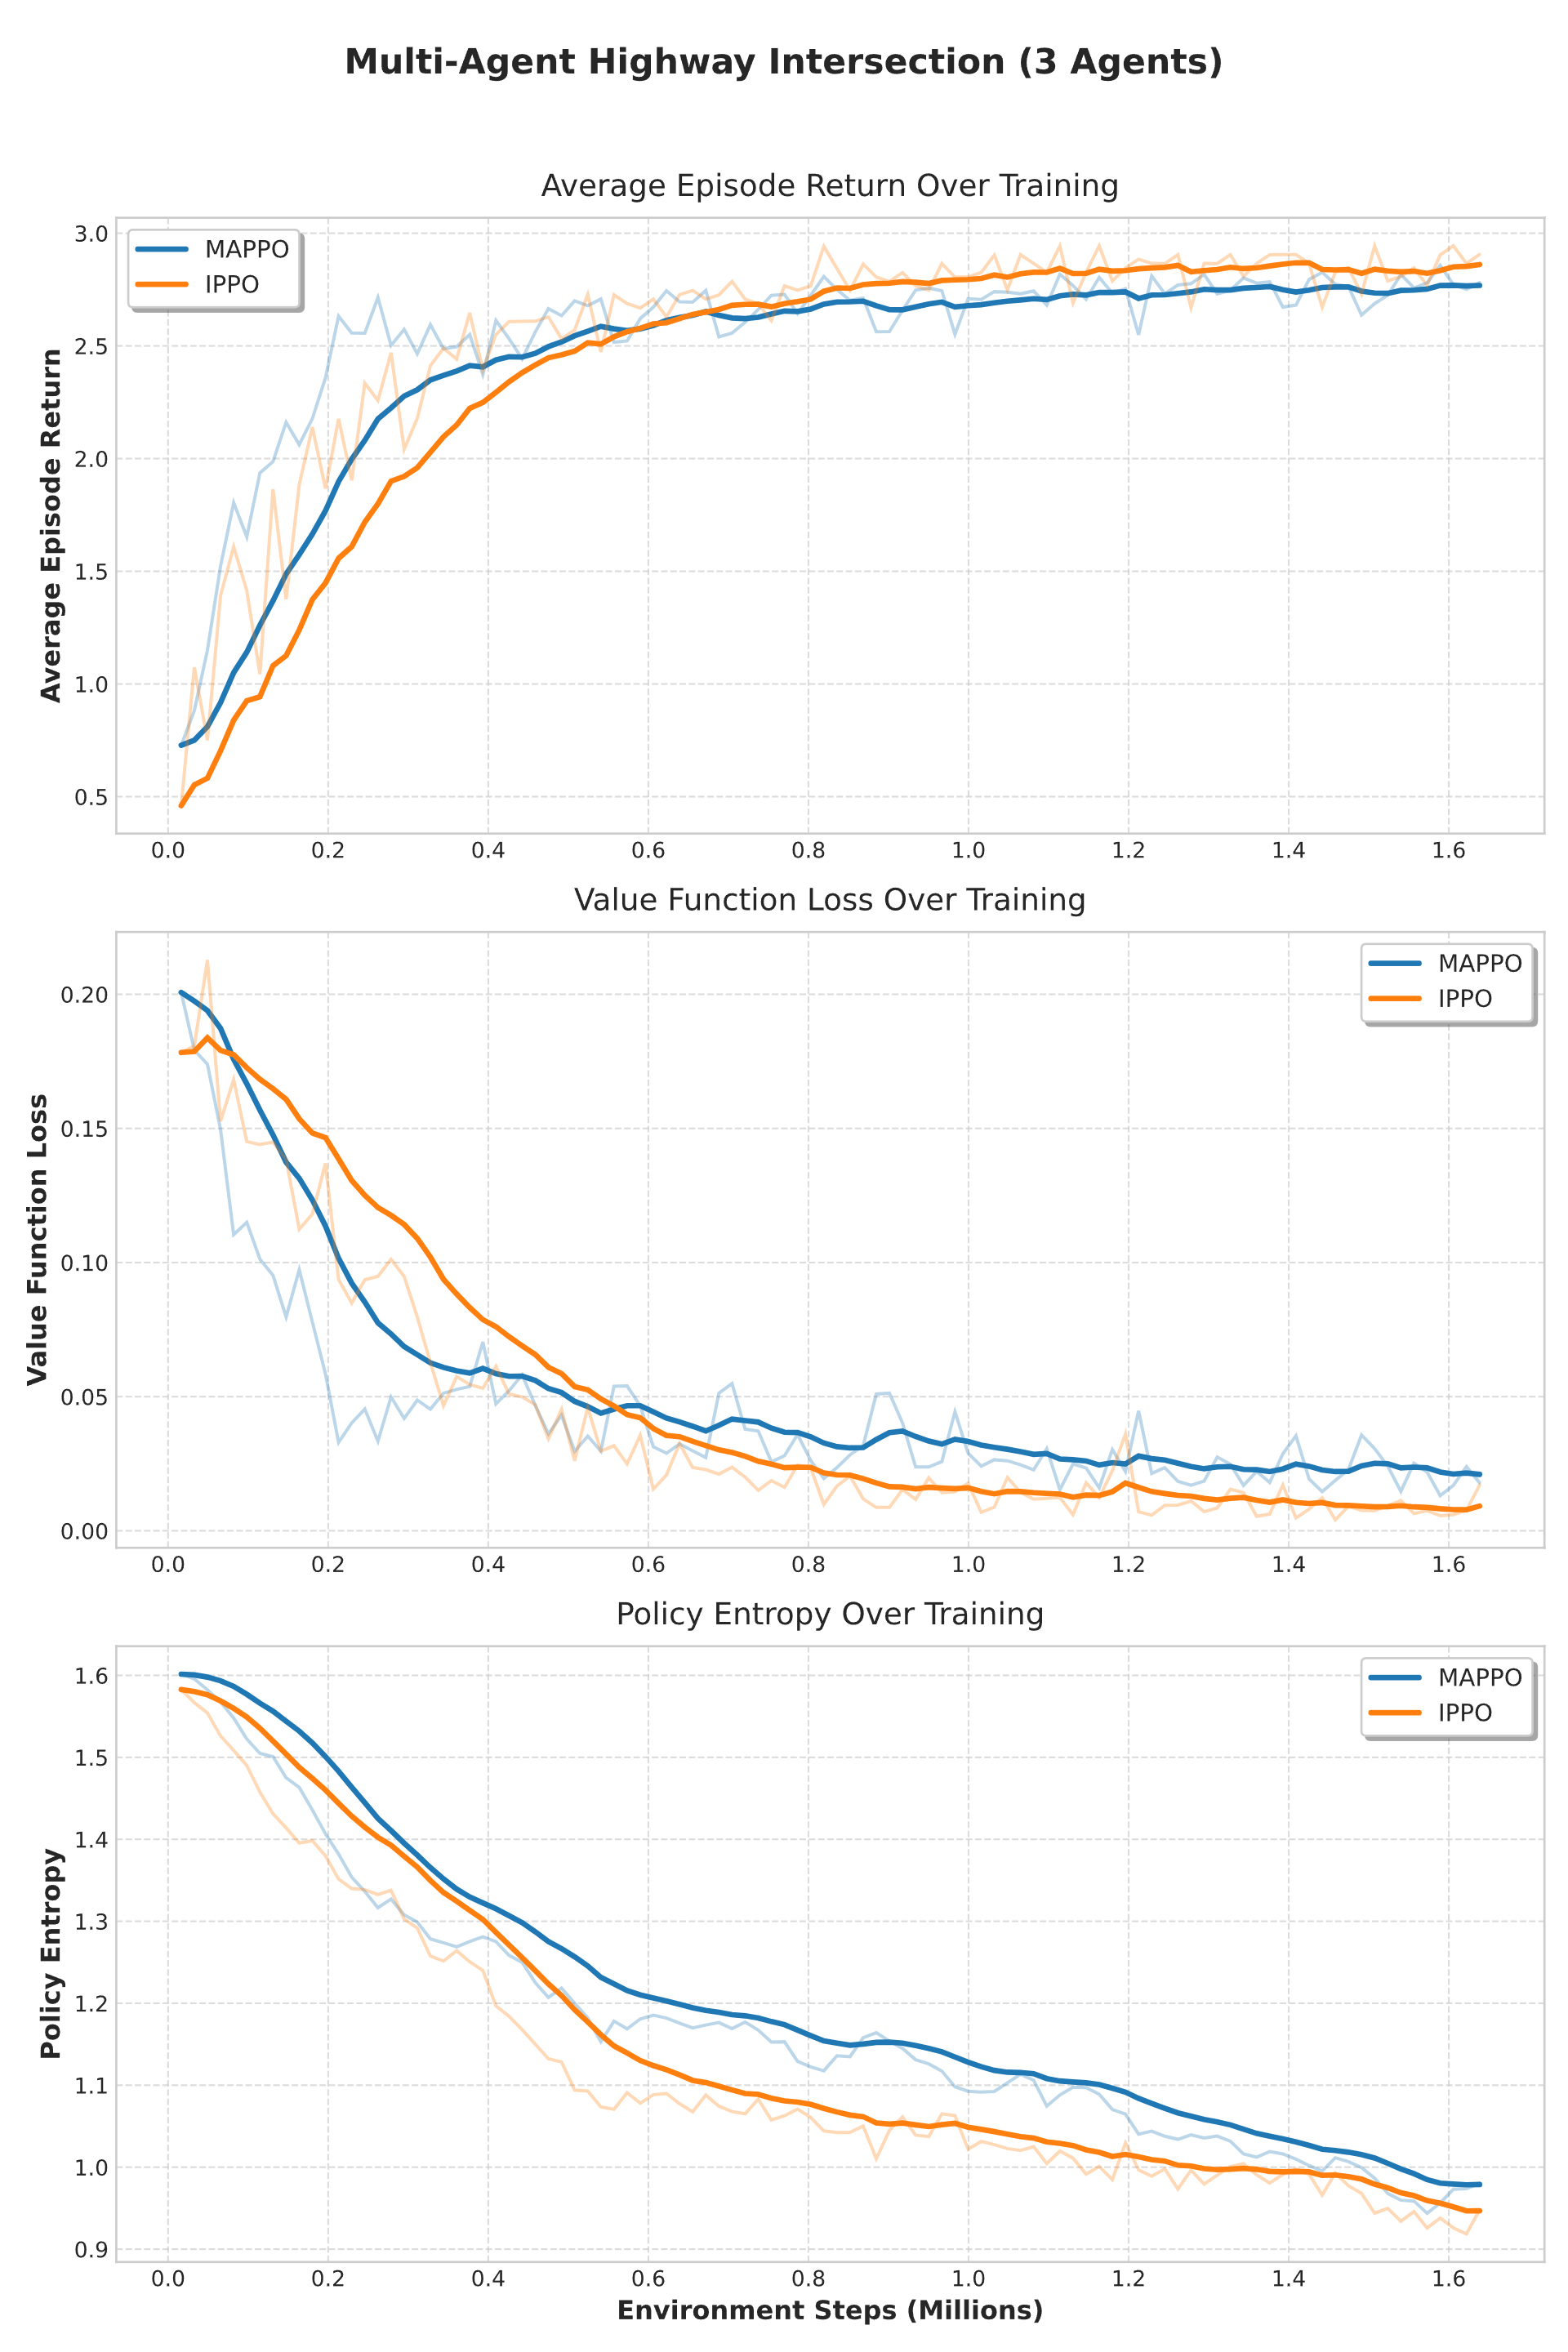 Multi-Agent Highway Intersection (3 Agents)
Average Episode Return Over Training
MAPPO
IPPO
Average Episode Return
3.0
2.5
2.0
1.5
1.0
0.5
0.0 0.2 0.4 0.6 0.8 1.0 1.2 1.4 1.6
Value Function Loss Over Training
MAPPO
IPPO
Value Function Loss
0.20
0.15
0.10
0.05
0.00
0.0 0.2 0.4 0.6 0.8 1.0 1.2 1.4 1.6
Policy Entropy Over Training
MAPPO
IPPO
Policy Entropy
1.6
1.5
1.4
1.3
1.2
1.1
1.0
0.9
0.0 0.2 0.4 0.6 0.8 1.0 1.2 1.4 1.6
Environment Steps (Millions)